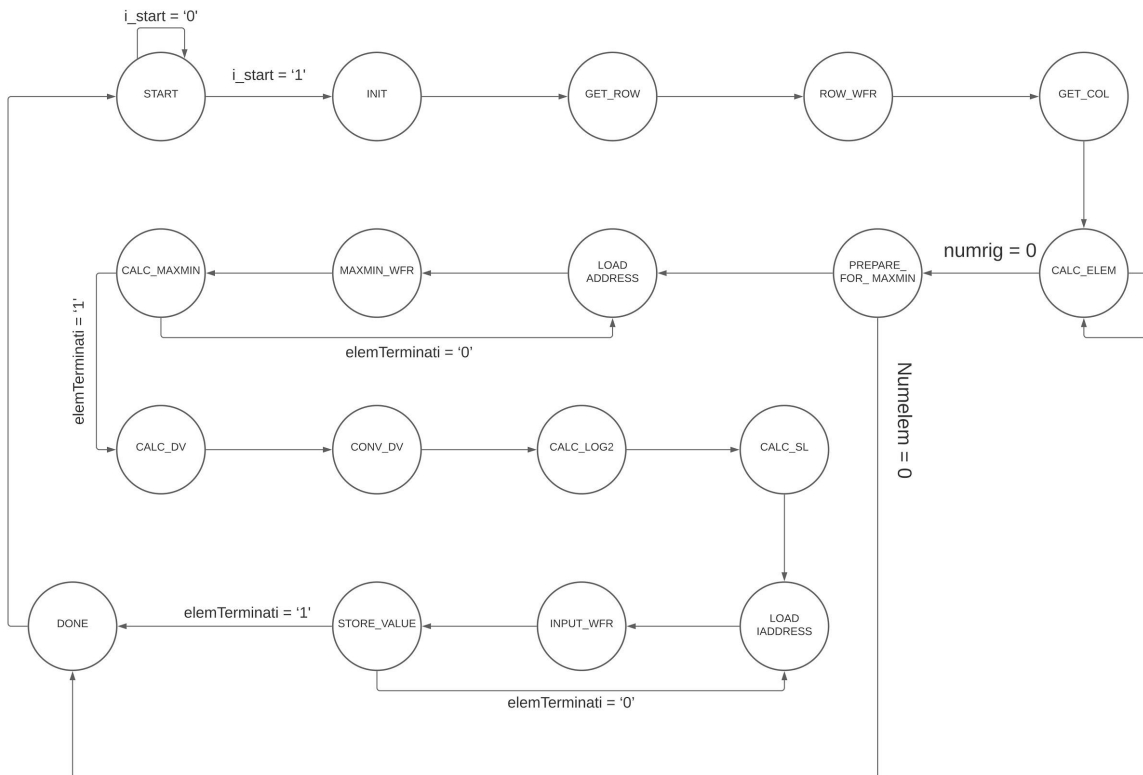 i_start = '0'
i_start = '1'
START
INIT
GET_ROW
ROW_WFR
GET_COL
numrig = 0
CALC_MAXMIN
MAXMIN_WFR
LOAD
ADDRESS
PREPARE_
FOR_ MAXMIN
CALC_ELEM
elemTerminati = '0'
elemTerminati = '1'
Numelem = 0
CALC_DV
CONV_DV
CALC_LOG2
CALC_SL
elemTerminati = '1'
DONE
STORE_VALUE
INPUT_WFR
LOAD
IADDRESS
elemTerminati = '0'